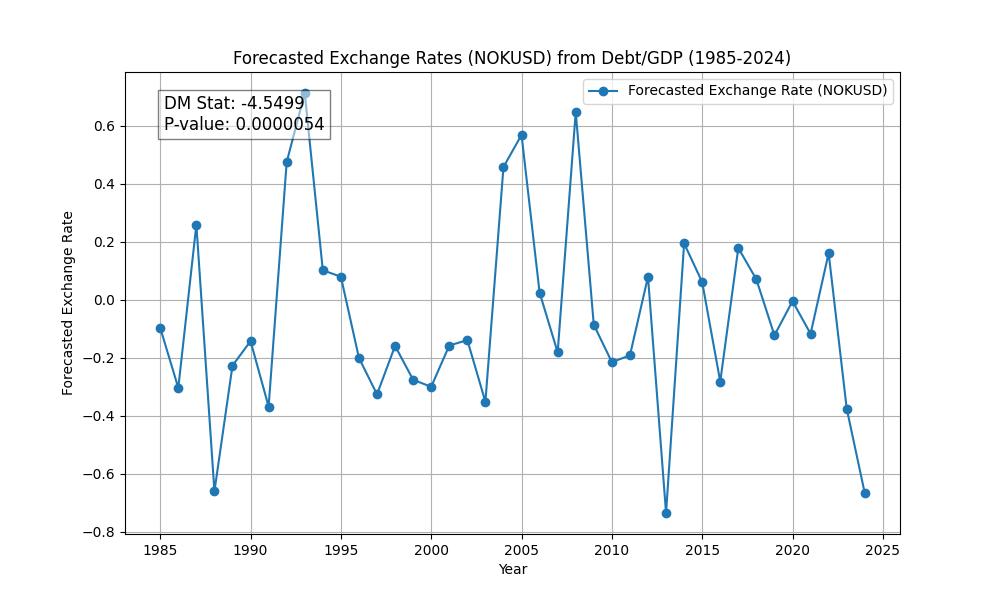 Forecasted Exchange Rates (NOKUSD) from Debt/GDP (1985-2024)
DM Stat: -4.5499
P-value: 0.0000054
Forecasted Exchange Rate (NOKUSD)
Forecasted Exchange Rate
0.6
0.4
0.2
0.0
−0.2
−0.4
−0.6
−0.8
1985 1990 1995 2000 2005 2010 2015 2020 2025
Year